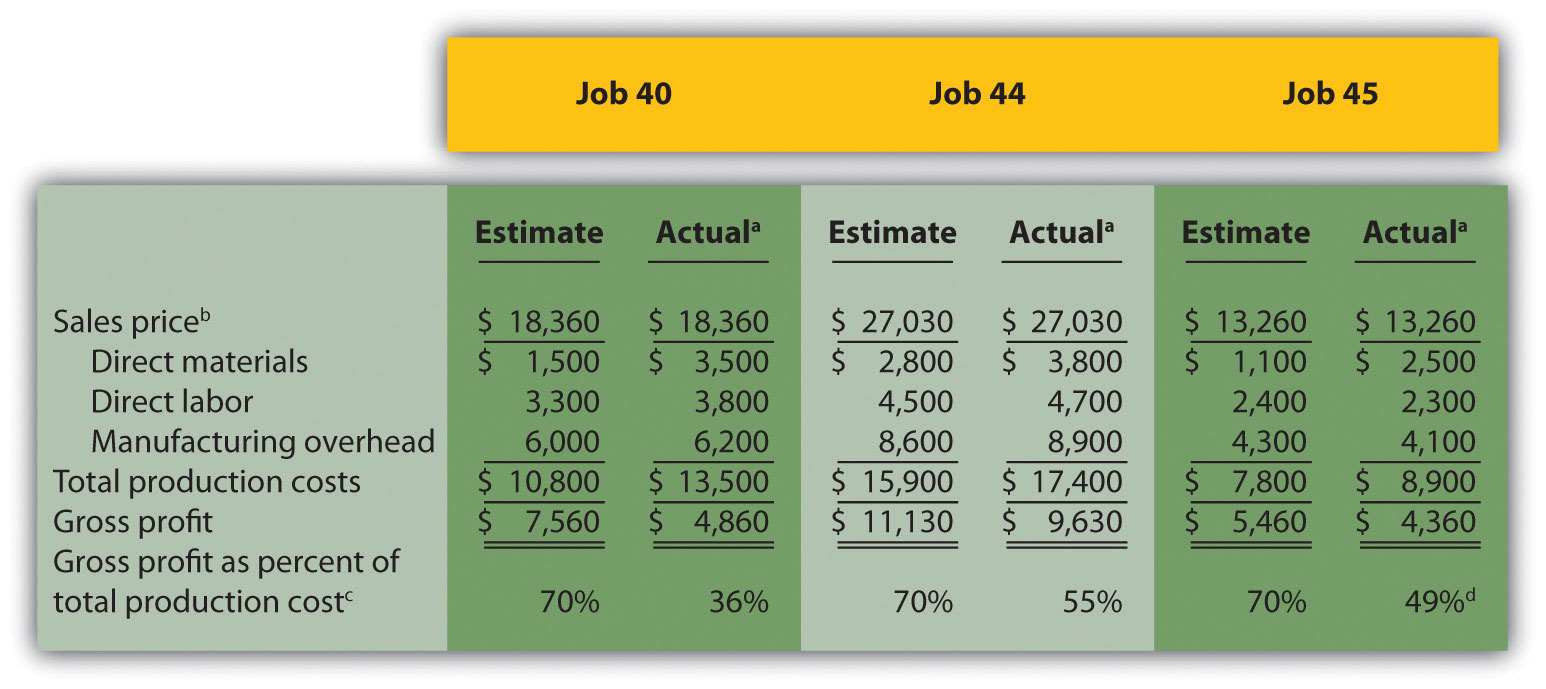 Job 40 Job 44 Job 45
Estimate Actualᵃ Estimate Actualᵃ Estimate Actualᵃ
Sales priceᵇ $ 18,360 $ 18,360 $ 27,030 $ 27,030 $ 13,260 $ 13,260
Direct materials $ 1,500 $ 3,500 $ 2,800 $ 3,800 $ 1,100 $ 2,500
Direct labor 3,300 3,800 4,500 4,700 2,400 2,300
Manufacturing overhead 6,000 6,200 8,600 8,900 4,300 4,100
Total production costs $ 10,800 $ 13,500 $ 15,900 $ 17,400 $ 7,800 $ 8,900
Gross profit $ 7,560 $ 4,860 $ 11,130 $ 9,630 $ 5,460 $ 4,360
Gross profit as percent of
total production costᶜ 70% 36% 70% 55% 70% 49%ᵈ